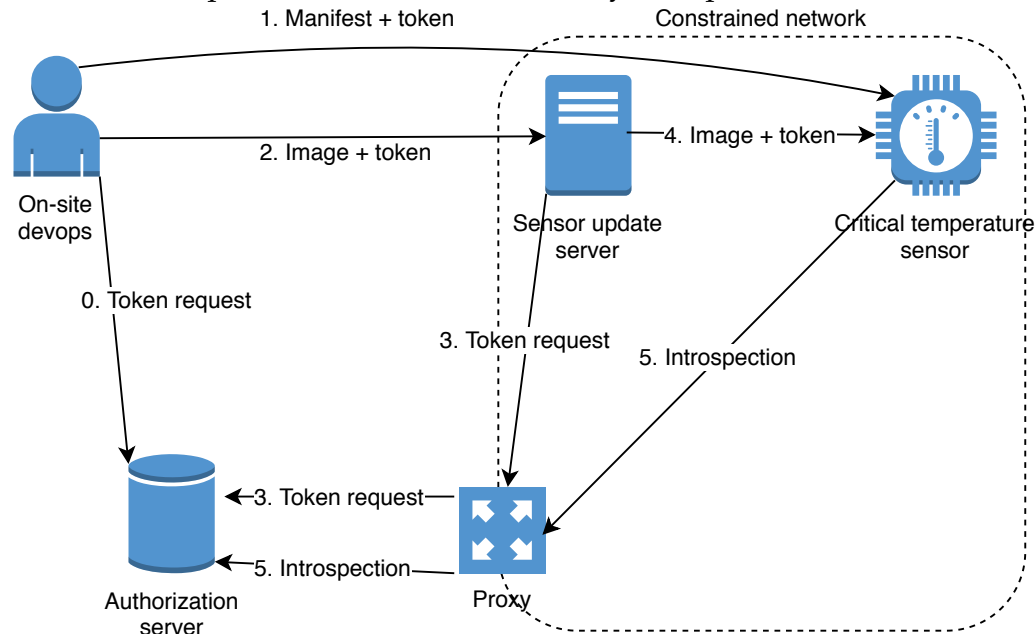 1. Manifest + token
Constrained network
2. Image + token
4. Image + token
On-site
devops
Sensor update
server
Critical temperature
sensor
0. Token request
3. Token request
5. Introspection
3. Token request
5. Introspection
Proxy
Authorization
server